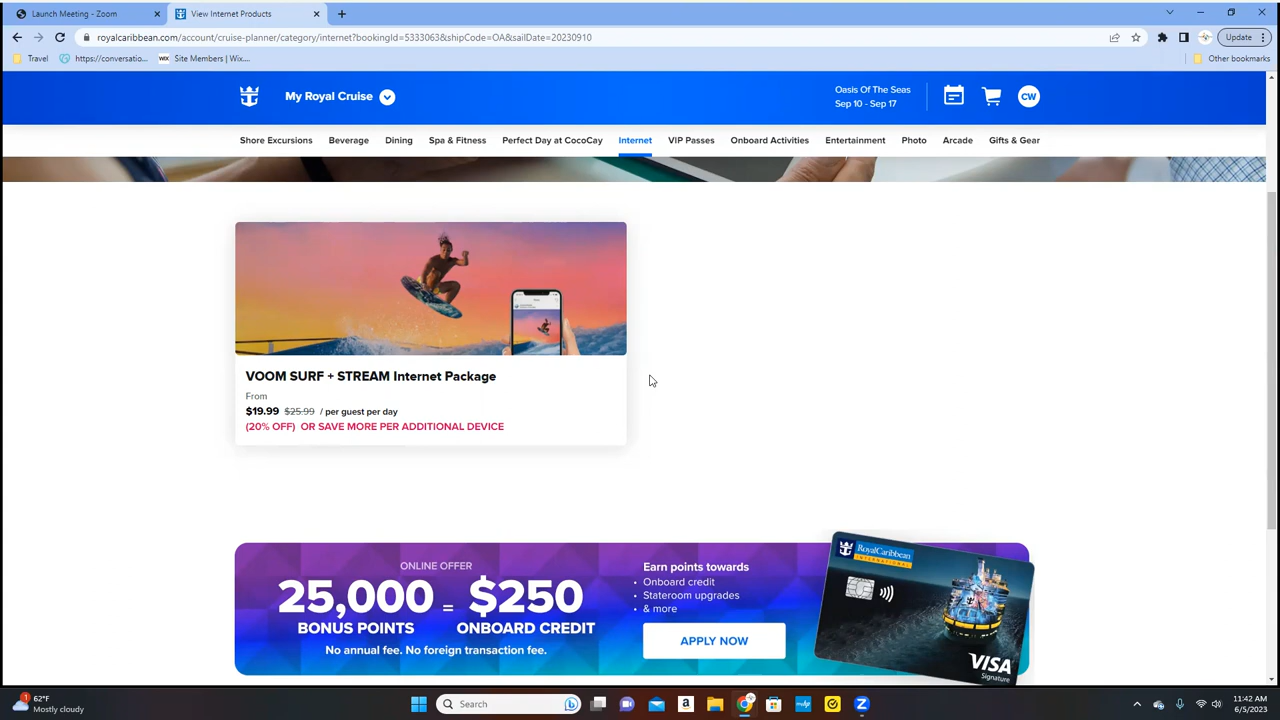 Launch Meeting - Zoom
View Internet Products
royalcaribbean.com/account/cruise-planner/category/internet?bookingId=5333063&shipCode=OA&sailDate=20230910
Update
Travel
https://conversatio...
WIX Site Members | Wix....
Other bookmarks
My Royal Cruise
Oasis Of The Seas
Sep 10 - Sep 17
CW
Shore Excursions Beverage Dining Spa & Fitness Perfect Day at CocoCay Internet VIP Passes Onboard Activities Entertainment Photo Arcade Gifts & Gear
VOOM SURF + STREAM Internet Package
From
$19.99 $25.99 / per guest per day
(20% OFF) OR SAVE MORE PER ADDITIONAL DEVICE
ONLINE OFFER
25,000 = $250
BONUS POINTS ONBOARD CREDIT
No annual fee. No foreign transaction fee.
Earn points towards
• Onboard credit
• Stateroom upgrades
• & more
APPLY NOW
RoyalCaribbean
INTERNATIONAL
VISA
Signature
1
62°F
Mostly cloudy
Search
11:42 AM
6/5/2023